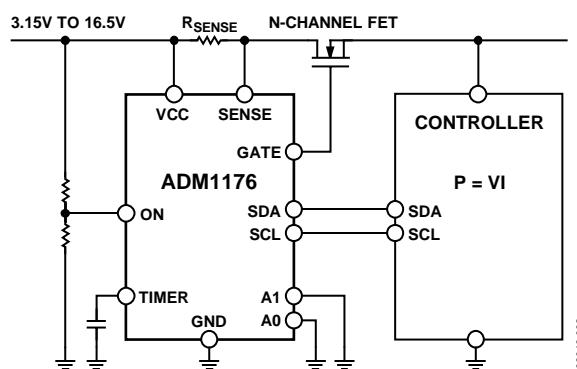 3.15V TO 16.5V
R_SENSE
N-CHANNEL FET
VCC
SENSE
CONTROLLER
GATE
ADM1176
P = VI
SDA
SDA
ON
SCL
SCL
TIMER
A1
GND
A0